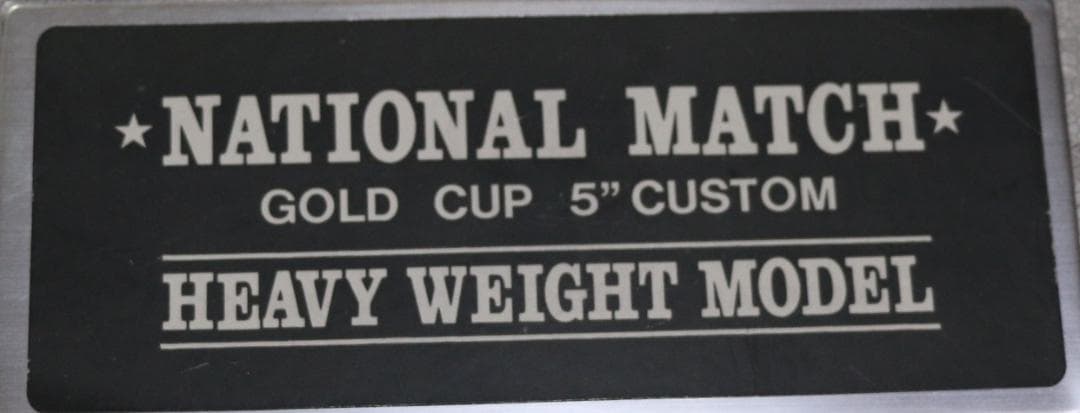 ★NATIONAL MATCH★
GOLD CUP 5” CUSTOM
HEAVY WEIGHT MODEL